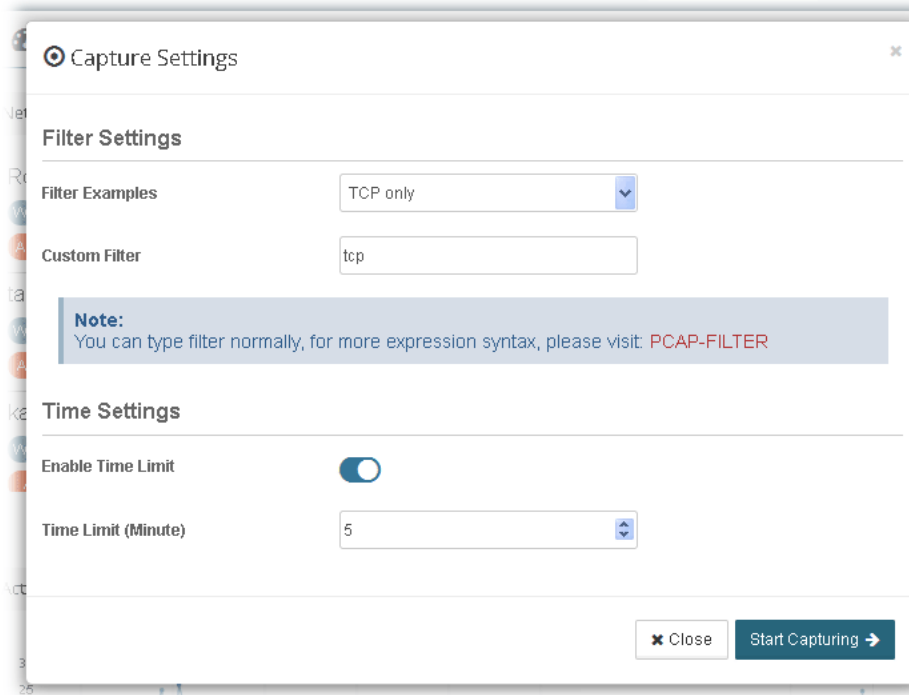 Capture Settings
Filter Settings
Filter Examples
TCP only
Custom Filter
tcp
Note:
You can type filter normally, for more expression syntax, please visit: PCAP-FILTER
Time Settings
Enable Time Limit
Time Limit (Minute)
5
Close
Start Capturing
25